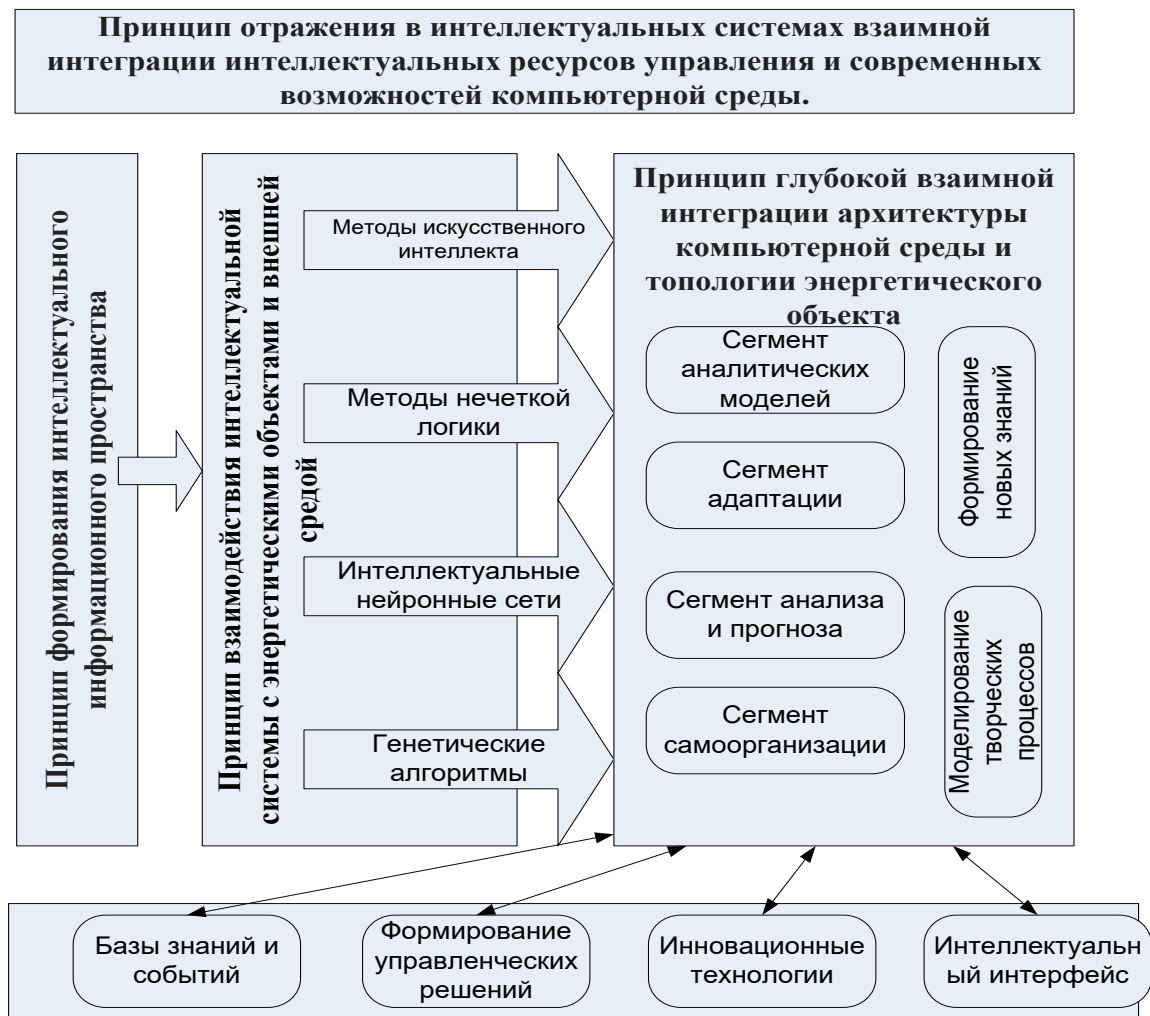 Принцип отражения в интеллектуальных системах взаимной
интеграции интеллектуальных ресурсов управления и современных
возможностей компьютерной среды.
Принцип формирования интеллектуального
информационного пространства
Принцип взаимодействия интеллектуальной
системы с энергетическими объектами и внешней
средой
Методы искусственного
интеллекта
Методы нечеткой
логики
Интеллектуальные
нейронные сети
Генетические
алгоритмы
Принцип глубокой взаимной
интеграции архитектуры
компьютерной среды и
топологии энергетического
объекта
Сегмент
аналитических
моделей
Сегмент
адаптации
Сегмент анализа
и прогноза
Сегмент
самоорганизации
Формирование
новых знаний
Моделирование
творческих
процессов
Базы знаний и
событий
Формирование
управленческих
решений
Инновационные
технологии
Интеллектуальн
ый интерфейс